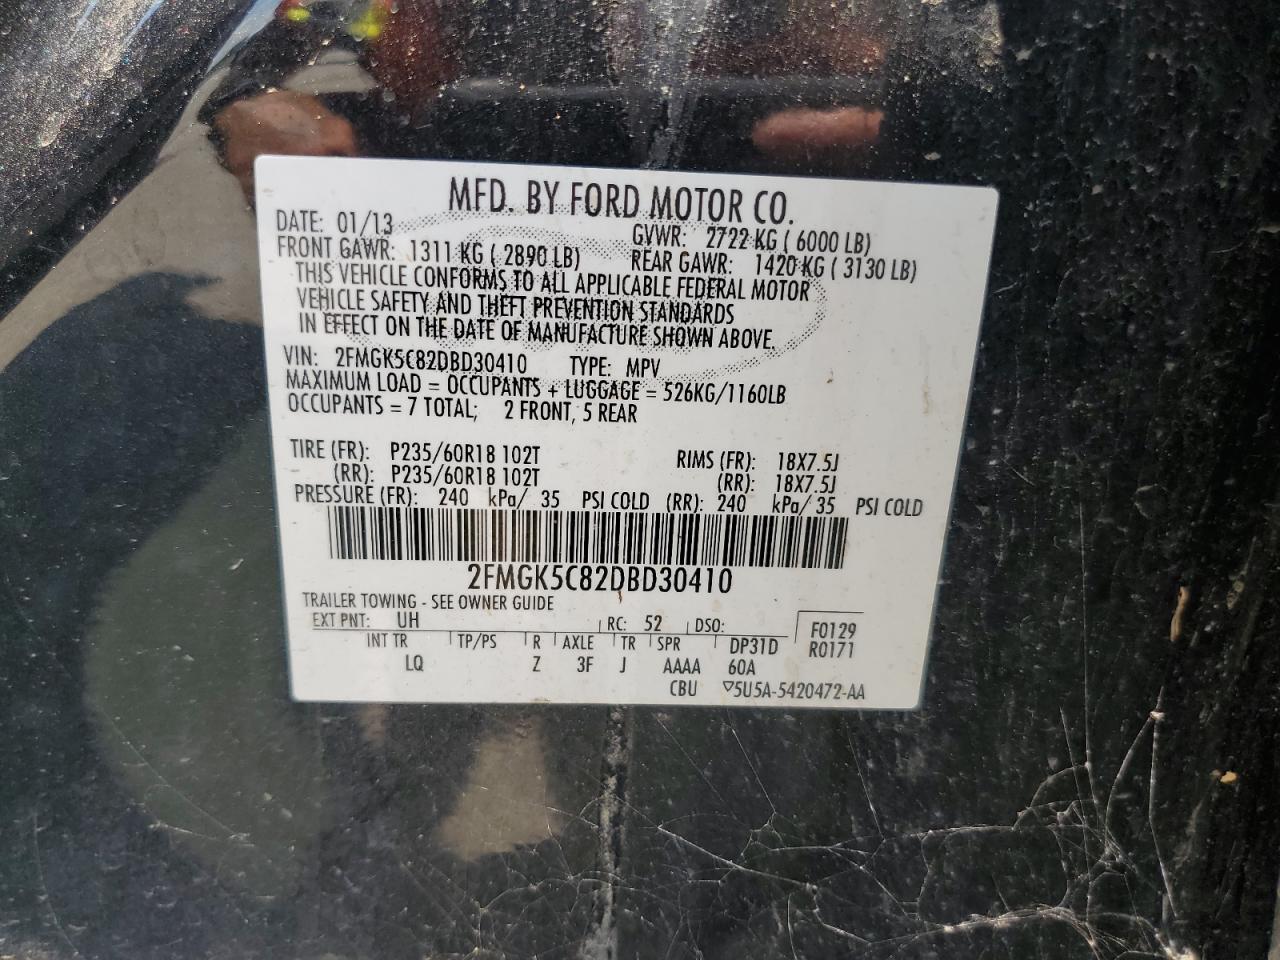 MFD. BY FORD MOTOR CO.
DATE: 01/13 GVWR: 2722 KG ( 6000 LB)
FRONT GAWR: 1311 KG ( 2890 LB) REAR GAWR: 1420 KG ( 3130 LB)
THIS VEHICLE CONFORMS TO ALL APPLICABLE FEDERAL MOTOR
VEHICLE SAFETY AND THEFT PREVENTION STANDARDS
IN EFFECT ON THE DATE OF MANUFACTURE SHOWN ABOVE.
VIN: 2FMGK5C82DBD30410 TYPE: MPV
MAXIMUM LOAD = OCCUPANTS + LUGGAGE = 526KG/1160LB
OCCUPANTS = 7 TOTAL; 2 FRONT, 5 REAR
TIRE (FR): P235/60R18 102T RIMS (FR): 18X7.5J
(RR): P235/60R18 102T (RR): 18X7.5J
PRESSURE (FR): 240 kPa/ 35 PSI COLD (RR): 240 kPa/ 35 PSI COLD
2FMGK5C82DBD30410
TRAILER TOWING - SEE OWNER GUIDE
EXT PNT: UH RC: 52 DSO: F0129
INT TR TP/PS R AXLE TR SPR DP31D R0171
LQ Z 3F J AAAA 60A
CBU ▽5U5A-5420472-AA